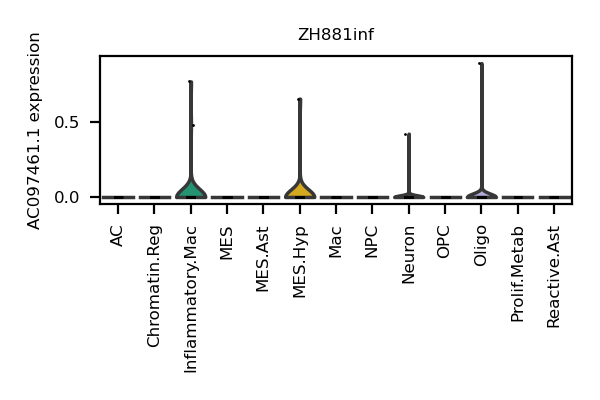 ZH881inf
AC097461.1 expression
0.5
0.0
AC
Chromatin.Reg
Inflammatory.Mac
MES
MES.Ast
MES.Hyp
Mac
NPC
Neuron
OPC
Oligo
Prolif.Metab
Reactive.Ast